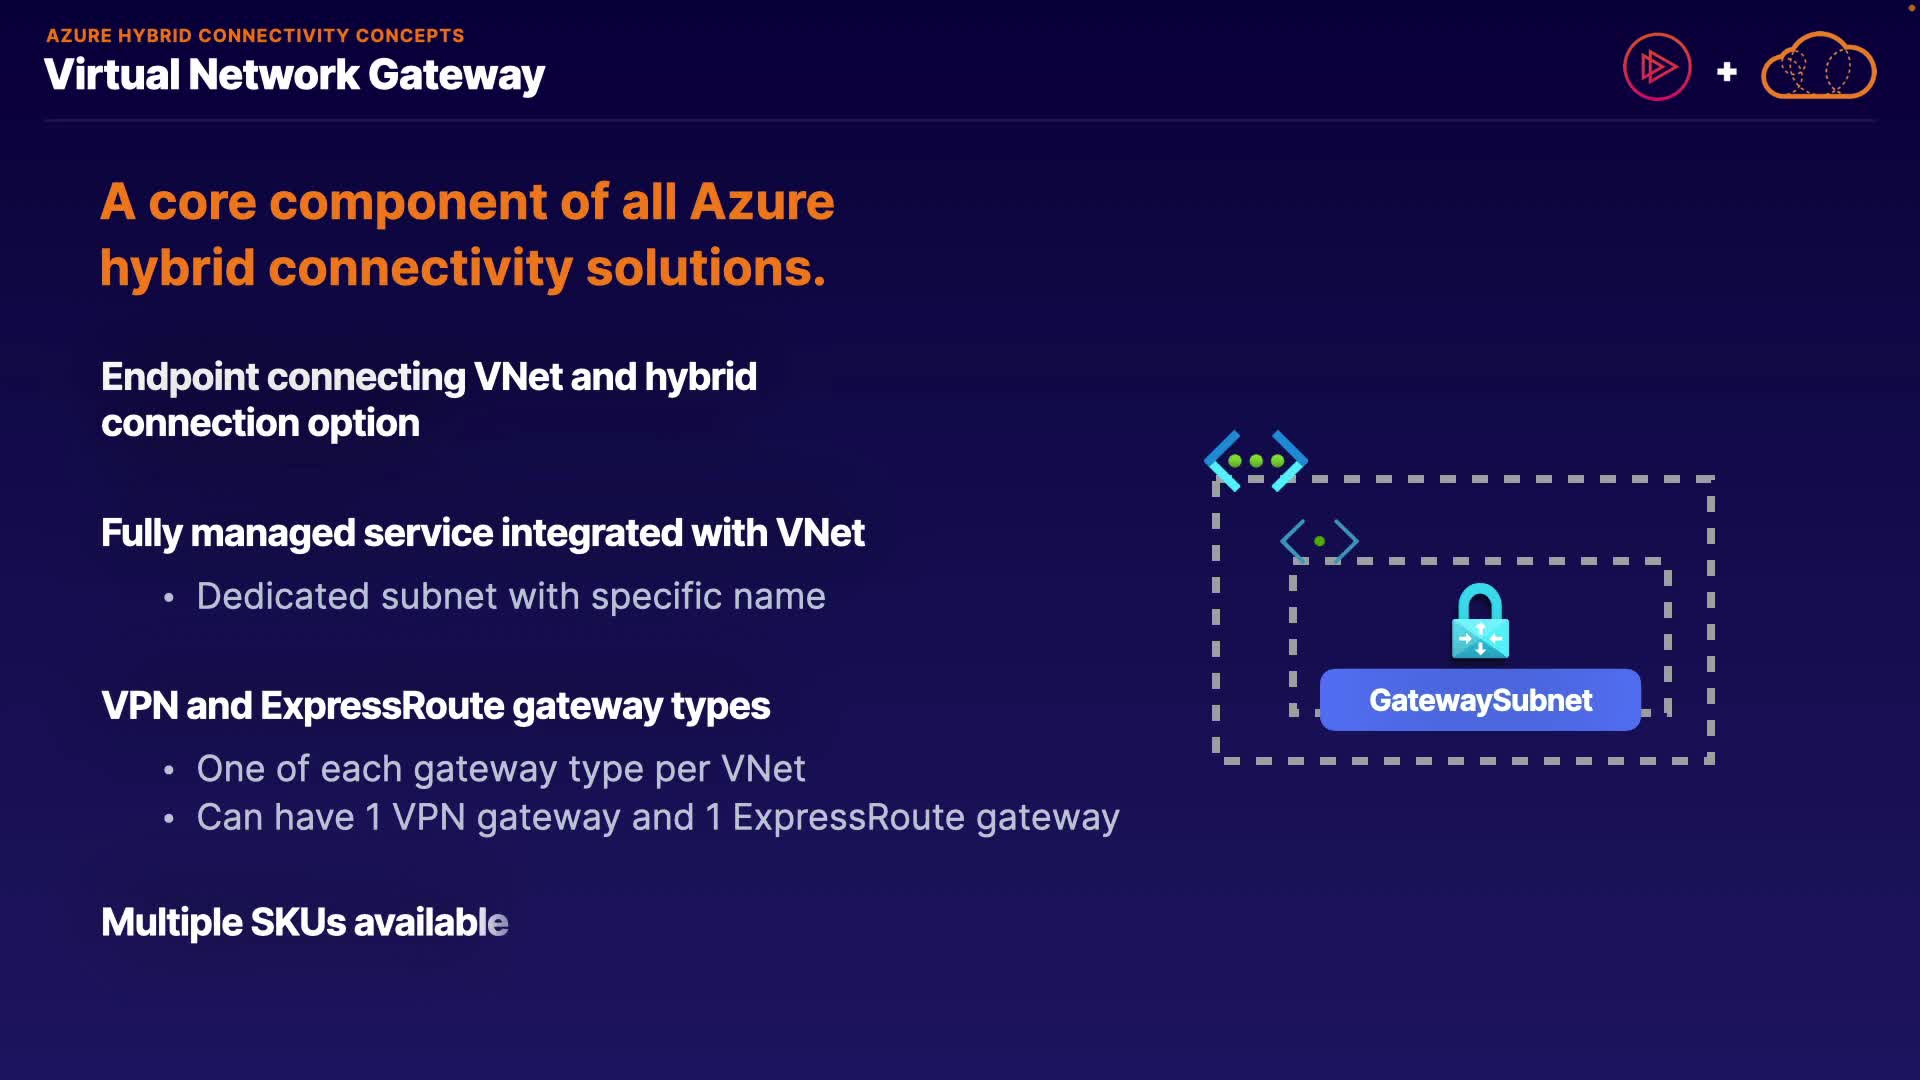 AZURE HYBRID CONNECTIVITY CONCEPTS
Virtual Network Gateway
A core component of all Azure
hybrid connectivity solutions.
Endpoint connecting VNet and hybrid
connection option
Fully managed service integrated with VNet
• Dedicated subnet with specific name
VPN and ExpressRoute gateway types
• One of each gateway type per VNet
• Can have 1 VPN gateway and 1 ExpressRoute gateway
Multiple SKUs available
GatewaySubnet